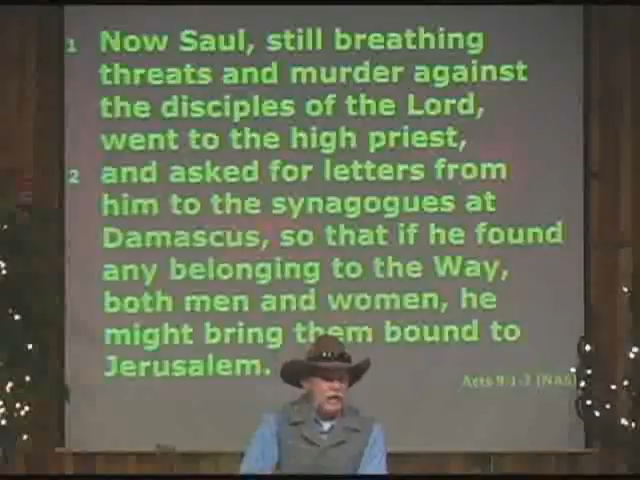 1 Now Saul, still breathing
threats and murder against
the disciples of the Lord,
went to the high priest,
2 and asked for letters from
him to the synagogues at
Damascus, so that if he found
any belonging to the Way,
both men and women, he
might bring them bound to
Jerusalem.
Acts 9:1-2 (NAS)